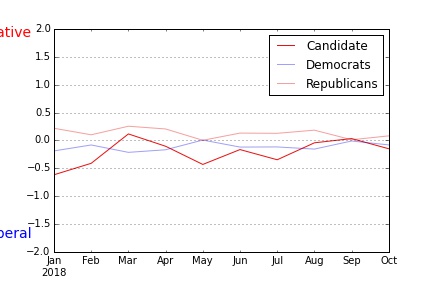 ative
2.0
1.5
1.0
0.5
0.0
−0.5
−1.0
−1.5
−2.0
peral
Candidate
Democrats
Republicans
Jan Feb Mar Apr May Jun Jul Aug Sep Oct
2018